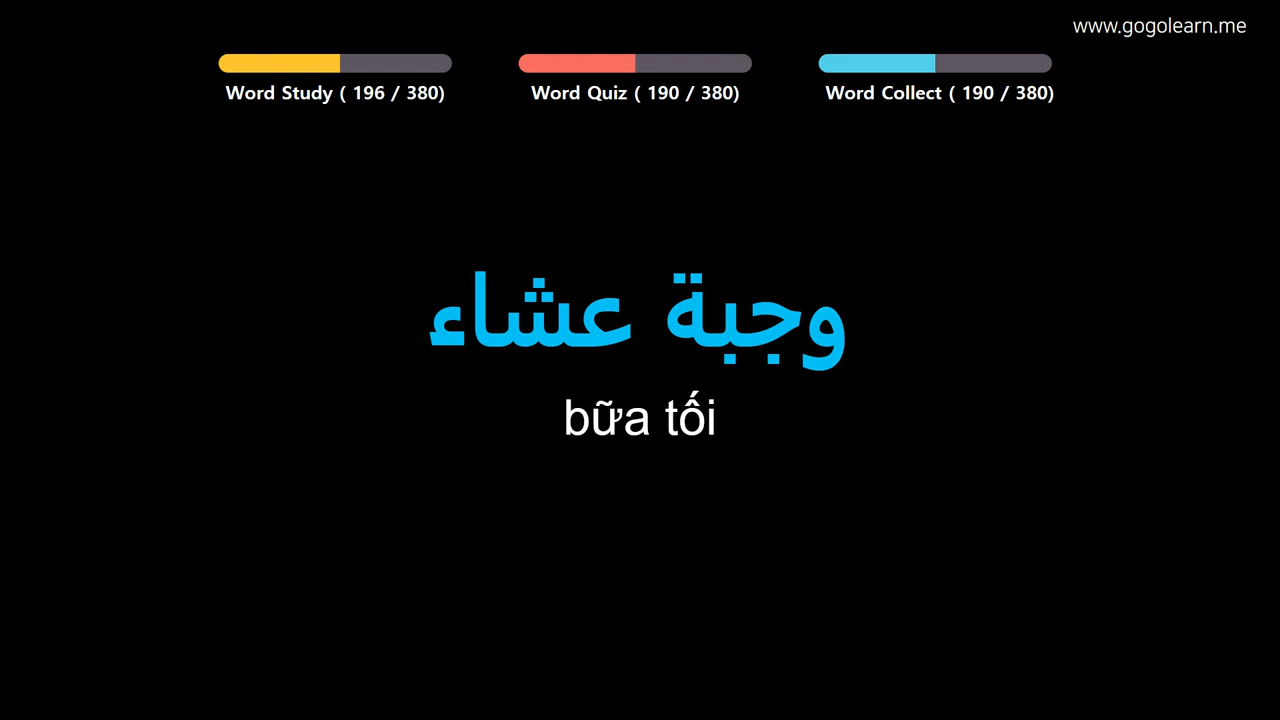 www.gogolearn.me
Word Study ( 196 / 380)
Word Quiz ( 190 / 380)
Word Collect ( 190 / 380)
وجبة عشاء
bữa tối